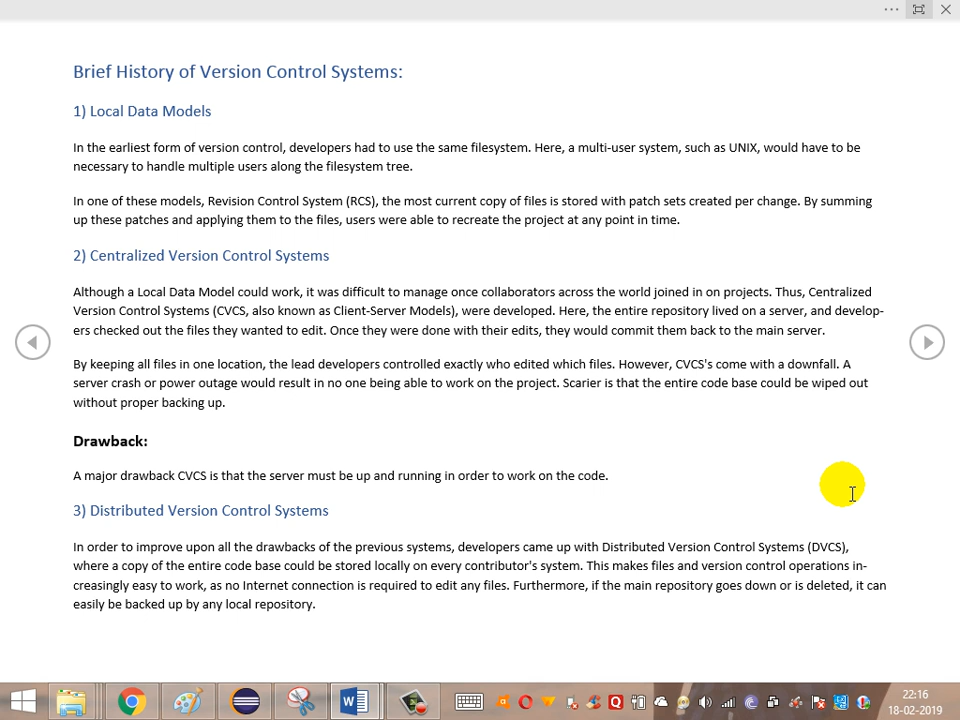 Brief History of Version Control Systems:
1) Local Data Models
In the earliest form of version control, developers had to use the same filesystem. Here, a multi-user system, such as UNIX, would have to be
necessary to handle multiple users along the filesystem tree.
In one of these models, Revision Control System (RCS), the most current copy of files is stored with patch sets created per change. By summing
up these patches and applying them to the files, users were able to recreate the project at any point in time.
2) Centralized Version Control Systems
Although a Local Data Model could work, it was difficult to manage once collaborators across the world joined in on projects. Thus, Centralized
Version Control Systems (CVCS, also known as Client-Server Models), were developed. Here, the entire repository lived on a server, and develop-
ers checked out the files they wanted to edit. Once they were done with their edits, they would commit them back to the main server.
By keeping all files in one location, the lead developers controlled exactly who edited which files. However, CVCS's come with a downfall. A
server crash or power outage would result in no one being able to work on the project. Scarier is that the entire code base could be wiped out
without proper backing up.
Drawback:
A major drawback CVCS is that the server must be up and running in order to work on the code.
3) Distributed Version Control Systems
In order to improve upon all the drawbacks of the previous systems, developers came up with Distributed Version Control Systems (DVCS),
where a copy of the entire code base could be stored locally on every contributor's system. This makes files and version control operations in-
creasingly easy to work, as no Internet connection is required to edit any files. Furthermore, if the main repository goes down or is deleted, it can
easily be backed up by any local repository.
22:16
18-02-2019